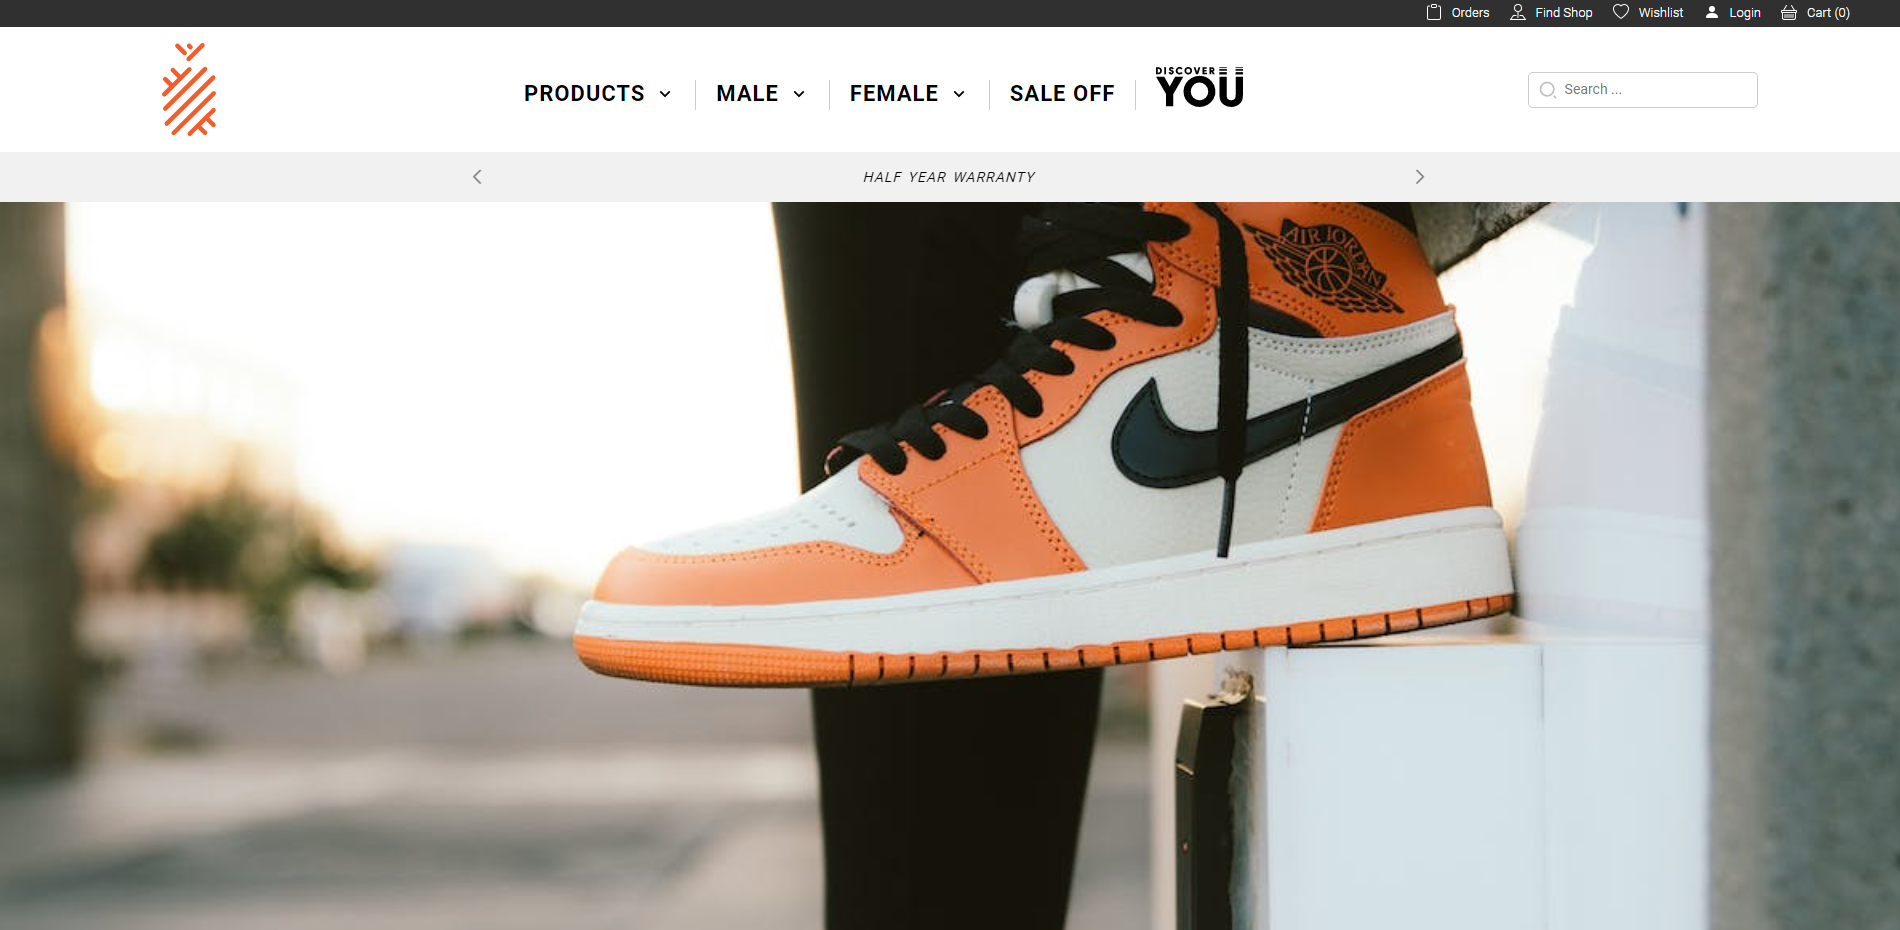 Orders
Find Shop
Wishlist
Login
Cart (0)
PRODUCTS
MALE
FEMALE
SALE OFF
DISCOVER
YOU
Search ...
HALF YEAR WARRANTY
AIR JORDAN